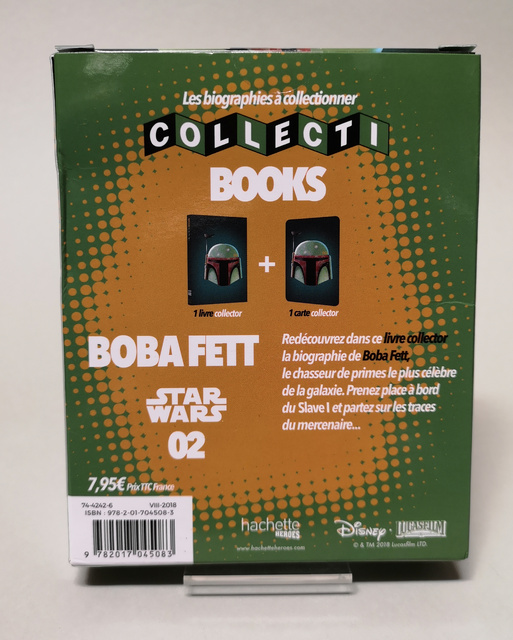 Les biographies à collectionner
COLLECTI
BOOKS
+
1 livre collector
1 carte collector
BOBA FETT
STAR
WARS
02
Redécouvrez dans ce livre collector
la biographie de Boba Fett,
le chasseur de primes le plus célèbre
de la galaxie. Prenez place à bord
du Slave I et partez sur les traces
du mercenaire...
7,95€ Prix TTC France
74-4242-6 VIII-2018
ISBN : 978-2-01-704508-3
9 782017 045083
hachette
HEROES
www.hachetteheroes.com
Disney · LUCASFILM
© & TM 2018 Lucasfilm LTD.